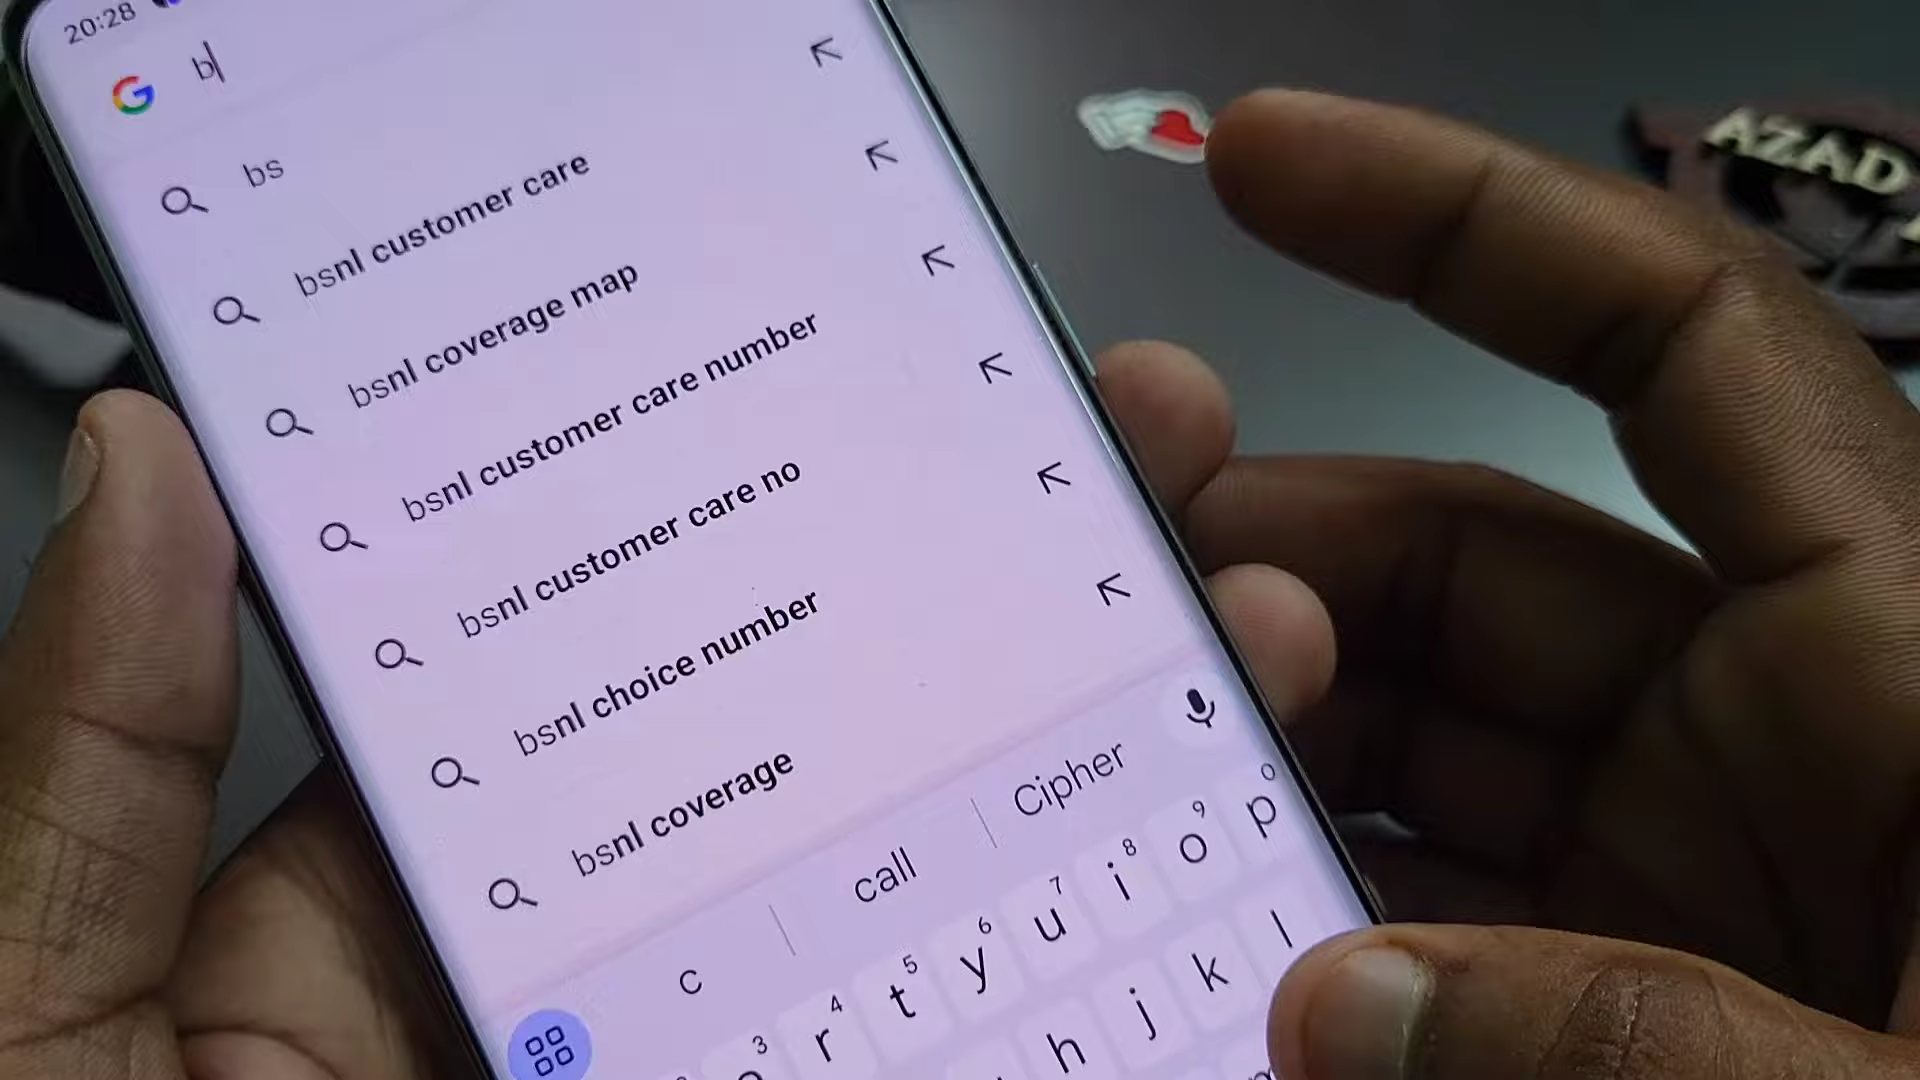 20:28
b
bs
bsnl customer care
bsnl coverage map
bsnl customer care number
bsnl customer care no
bsnl choice number
bsnl coverage
c call Cipher
3 4 5 6 7 8 9 0
r t y u i o p
h j k l
AZAD